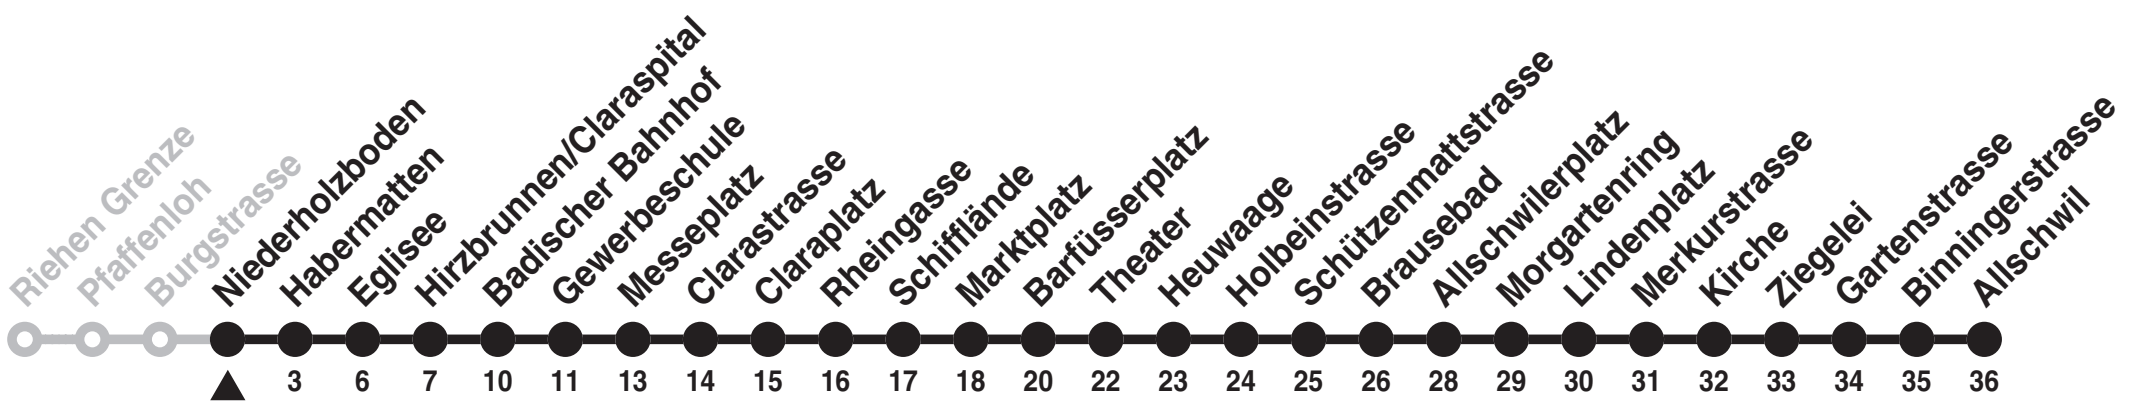 Riehen Grenze
Pfaffenloh
Burgstrasse
Niederholzboden
Habermatten
Eglisee
Hirzbrunnen/Claraspital
Badischer Bahnhof
Gewerbeschule
Messeplatz
Clarastrasse
Claraplatz
Rheingasse
Schifflände
Marktplatz
Barfüsserplatz
Theater
Heuwaage
Holbeinstrasse
Schützenmattstrasse
Brausebad
Allschwilerplatz
Morgartenring
Lindenplatz
Merkurstrasse
Kirche
Ziegelei
Gartenstrasse
Binningerstrasse
Allschwil
3 6 7 10 11 13 14 15 16 17 18 20 22 23 24 25 26 28 29 30 31 32 33 34 35 36